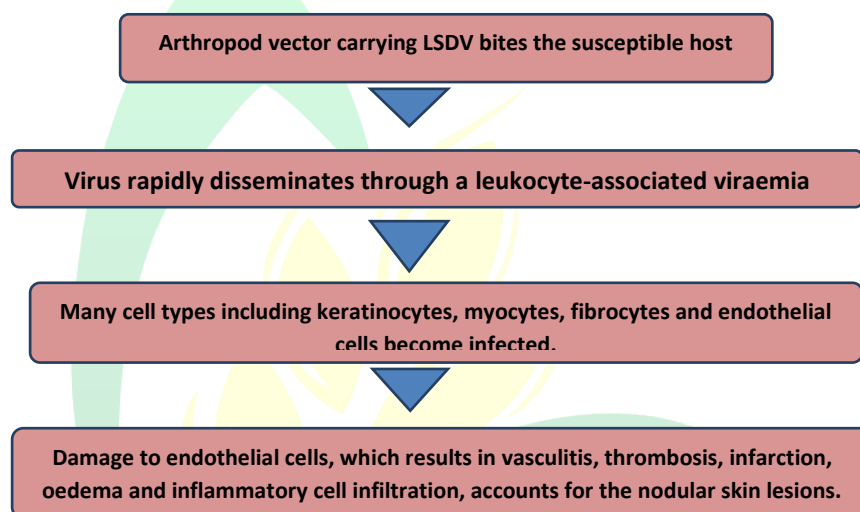 Arthropod vector carrying LSDV bites the susceptible host
Virus rapidly disseminates through a leukocyte-associated viraemia
Many cell types including keratinocytes, myocytes, fibrocytes and endothelial
cells become infected.
Damage to endothelial cells, which results in vasculitis, thrombosis, infarction,
oedema and inflammatory cell infiltration, accounts for the nodular skin lesions.